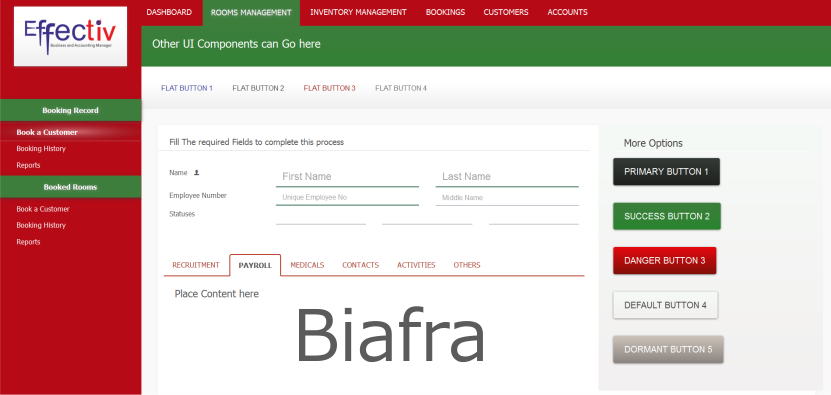 Effectiv
Business and Accounting Manager
DASHBOARD ROOMS MANAGEMENT INVENTORY MANAGEMENT BOOKINGS CUSTOMERS ACCOUNTS
Other UI Components can Go here
FLAT BUTTON 1 FLAT BUTTON 2 FLAT BUTTON 3 FLAT BUTTON 4
Booking Record
Book a Customer
Booking History
Reports
Booked Rooms
Book a Customer
Booking History
Reports
Fill The required Fields to complete this process
Name First Name Last Name
Employee Number Unique Employee No Middle Name
Statuses
RECRUITMENT PAYROLL MEDICALS CONTACTS ACTIVITIES OTHERS
Place Content here
Biafra
More Options
PRIMARY BUTTON 1
SUCCESS BUTTON 2
DANGER BUTTON 3
DEFAULT BUTTON 4
DORMANT BUTTON 5